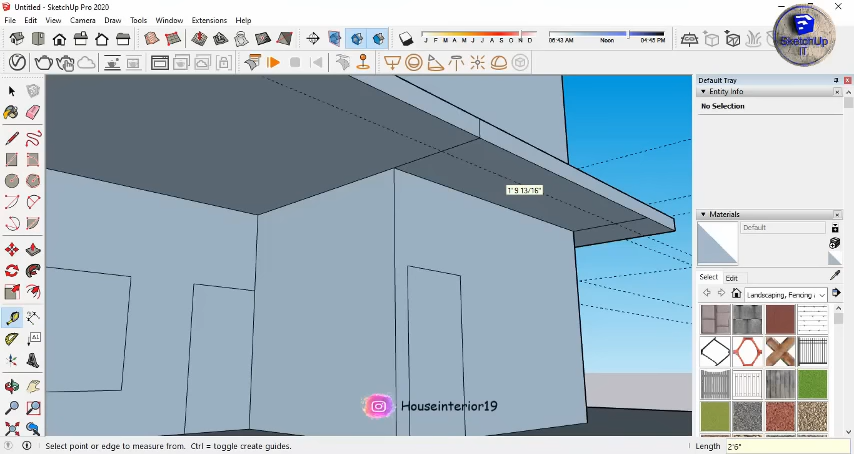 Untitled - SketchUp Pro 2020
File Edit View Camera Draw Tools Window Extensions Help
J F M A M J J A S O N D
06:43 AM Noon 04:45 PM
SketchUp
IT
Default Tray
Entity Info
No Selection
Materials
Default
Select Edit
Landscaping, Fencing
A1
1' 9 13/16"
Houseinterior19
Select point or edge to measure from. Ctrl = toggle create guides.
Length 2'6"